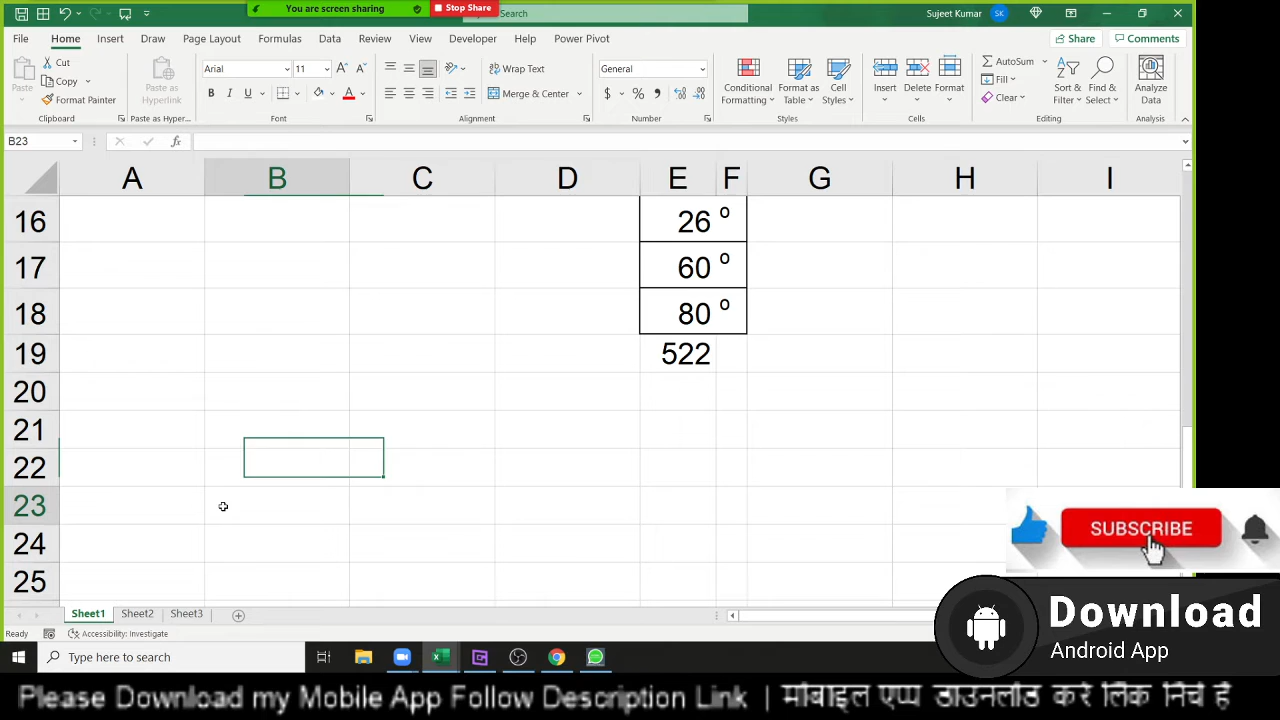 You are screen sharing
Stop Share
Search
Sujeet Kumar
SK
File Home Insert Draw Page Layout Formulas Data Review View Developer Help Power Pivot
Share
Comments
Paste
Cut
Copy
Format Painter
Clipboard
Paste as Hyperlink
Paste as Hyper...
Arial
11
B I U
Font
Wrap Text
Merge & Center
Alignment
General
$ % ,
Number
Conditional Formatting
Format as Table
Cell Styles
Styles
Insert
Delete
Format
Cells
AutoSum
Fill
Clear
Sort & Filter
Find & Select
Editing
Analyze Data
Analysis
B23
fx
A B C D E F G H I
16 26 º
17 60 º
18 80 º
19 522
20
21
22
23
24
25
SUBSCRIBE
Sheet1 Sheet2 Sheet3
Download
Android App
Ready
Accessibility: Investigate
Type here to search
Please Download my Mobile App Follow Description Link | मोबाइल एप्प डाउनलोड करे लिंक निचे है